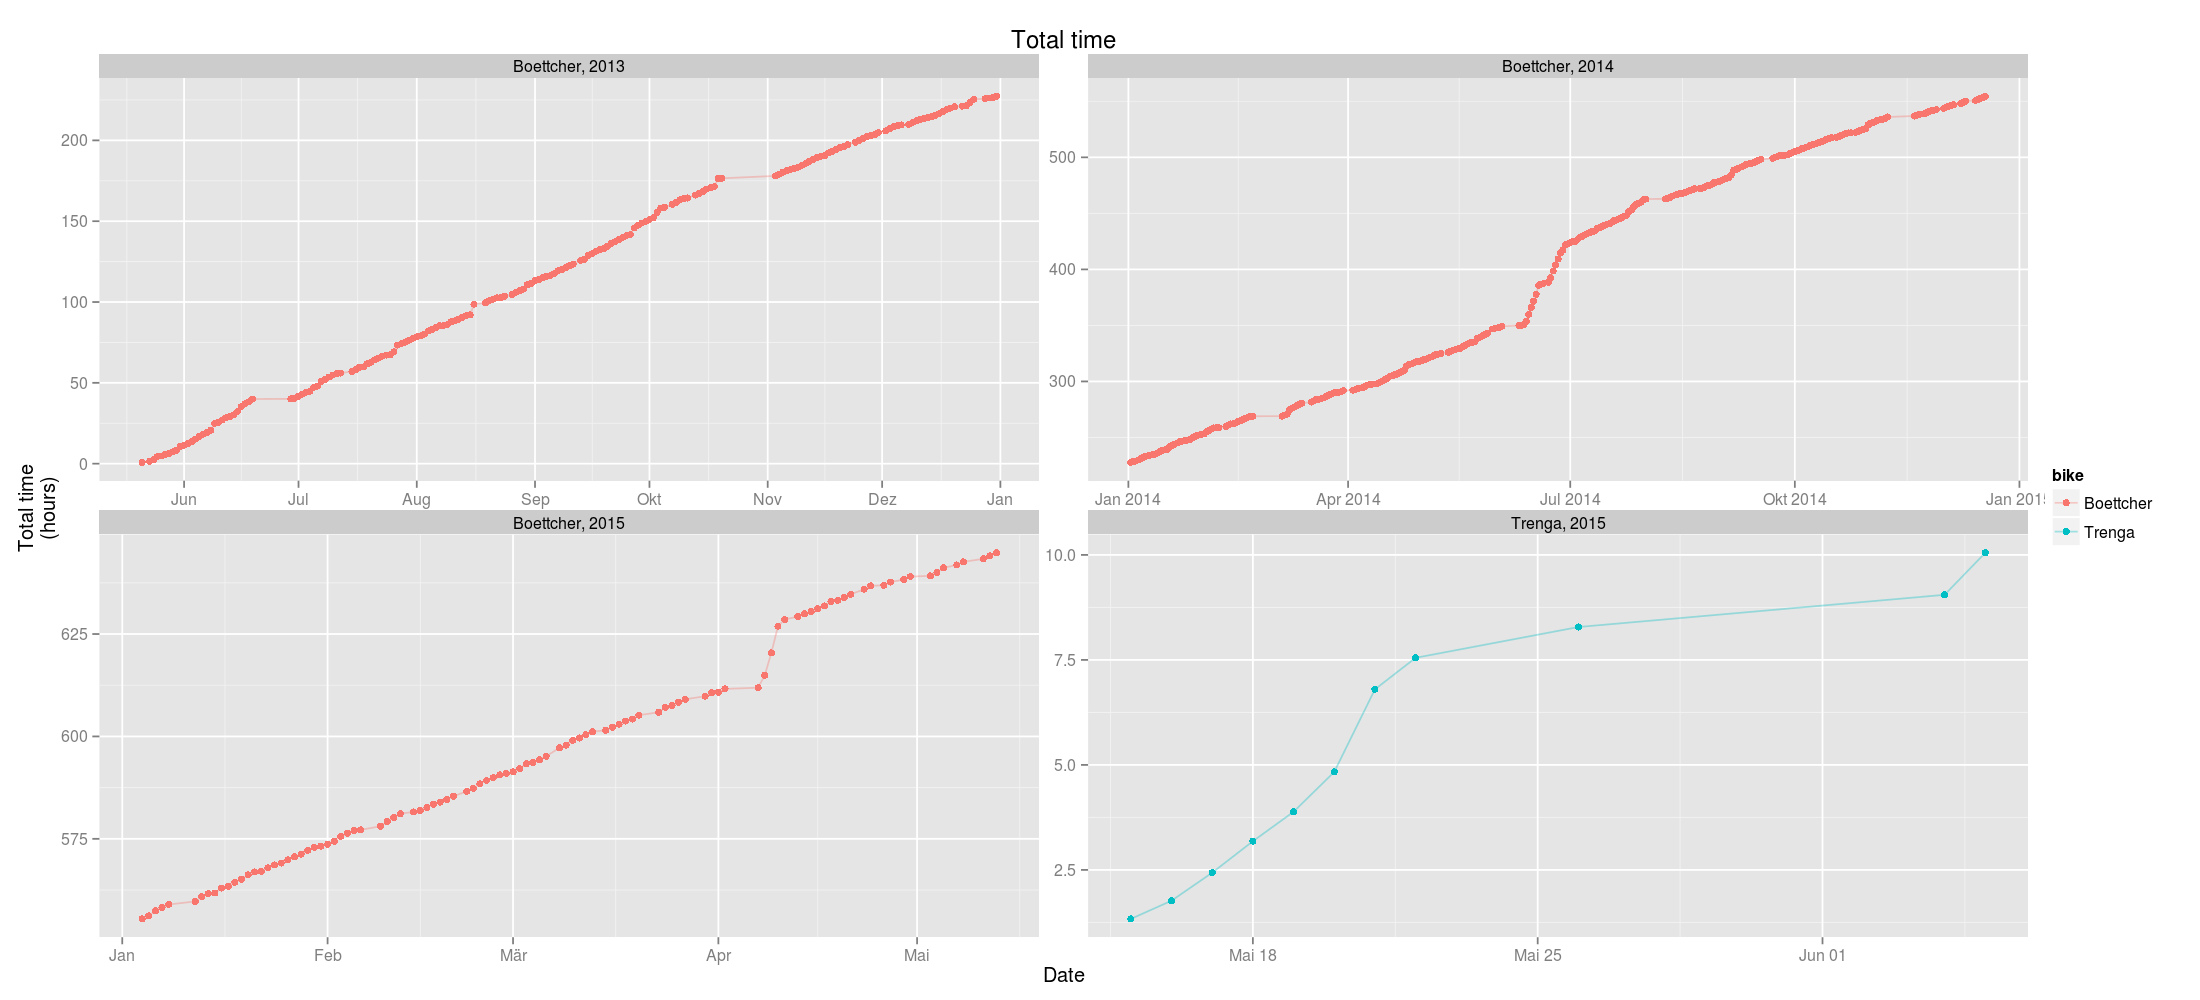 Total time
Boettcher, 2013
Boettcher, 2014
200
150
100
50
0
Jun Jul Aug Sep Okt Nov Dez Jan
500
400
300
Jan 2014 Apr 2014 Jul 2014 Okt 2014 Jan 201
Total time
(hours)
Boettcher, 2015
Trenga, 2015
625
600
575
Jan Feb Mär Apr Mai
10.0
7.5
5.0
2.5
Mai 18 Mai 25 Jun 01
Date
bike
Boettcher
Trenga